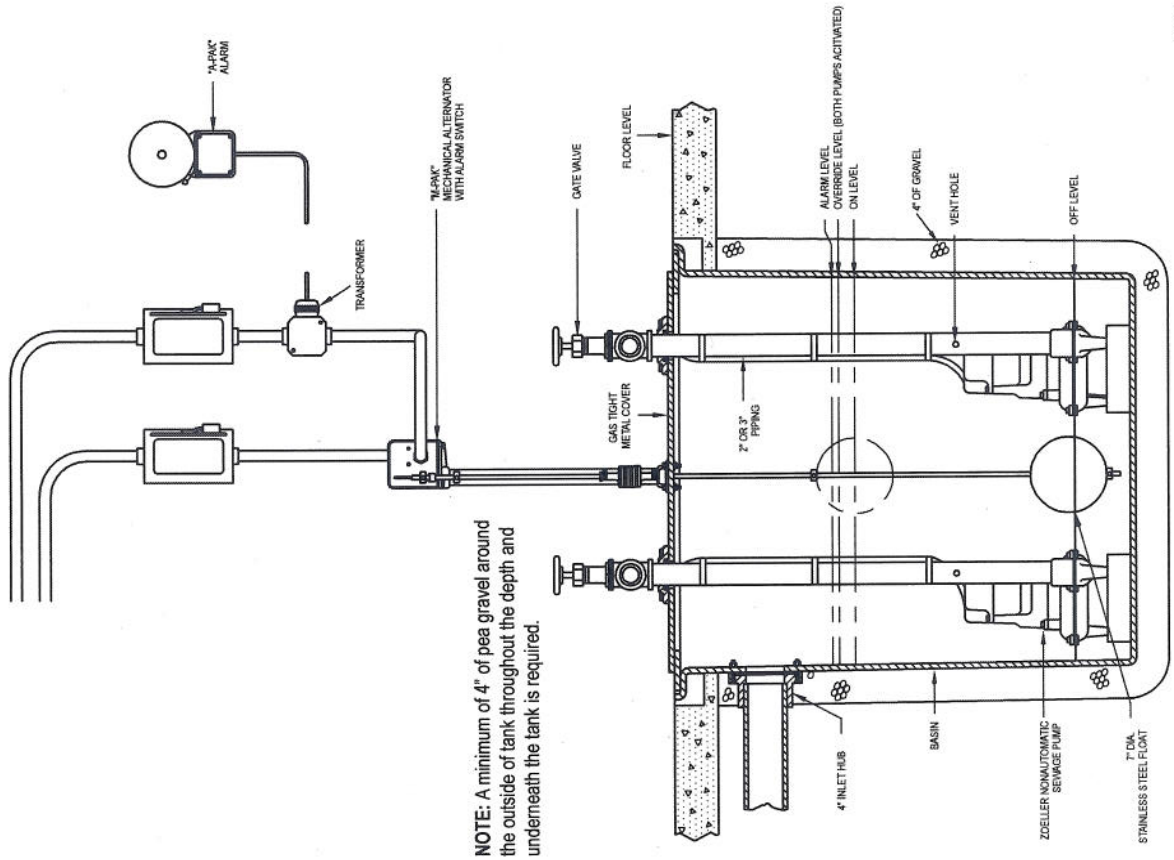 "A-PAK"
ALARM
TRANSFORMER
"M-PAK"
MECHANICAL ALTERNATOR
WITH ALARM SWITCH
GATE VALVE
GAS TIGHT
METAL COVER
FLOOR LEVEL
2" OR 3"
PIPING
ALARM LEVEL
OVERRIDE LEVEL (BOTH PUMPS ACITVATED)
ON LEVEL
4" OF GRAVEL
VENT HOLE
OFF LEVEL
NOTE: A minimum of 4" of pea gravel around
the outside of tank throughout the depth and
underneath the tank is required.
4" INLET HUB
BASIN
ZOELLER NONAUTOMATIC
SEWAGE PUMP
7" DIA.
STAINLESS STEEL FLOAT